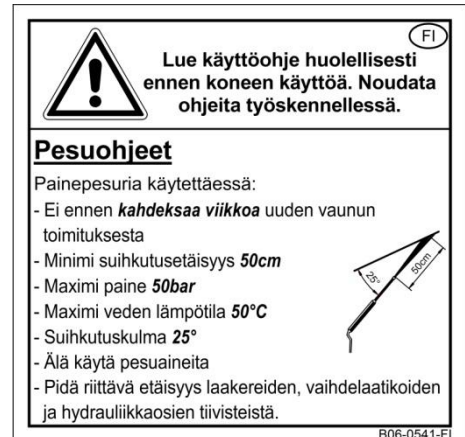 FI
Lue käyttöohje huolellisesti
ennen koneen käyttöä. Noudata
ohjeita työskennellessä.
Pesuohjeet
Painepesuria käytettäessä:
- Ei ennen kahdeksaa viikkoa uuden vaunun
toimituksesta
- Minimi suihkutusetäisyys 50cm
- Maximi paine 50bar
- Maximi veden lämpötila 50°C
- Suihkutuskulma 25°
- Älä käytä pesuaineita
- Pidä riittävä etäisyys laakereiden, vaihdelaatikoiden
ja hydrauliikkaosien tiivisteistä.
25°
50cm
B06-0541-FI